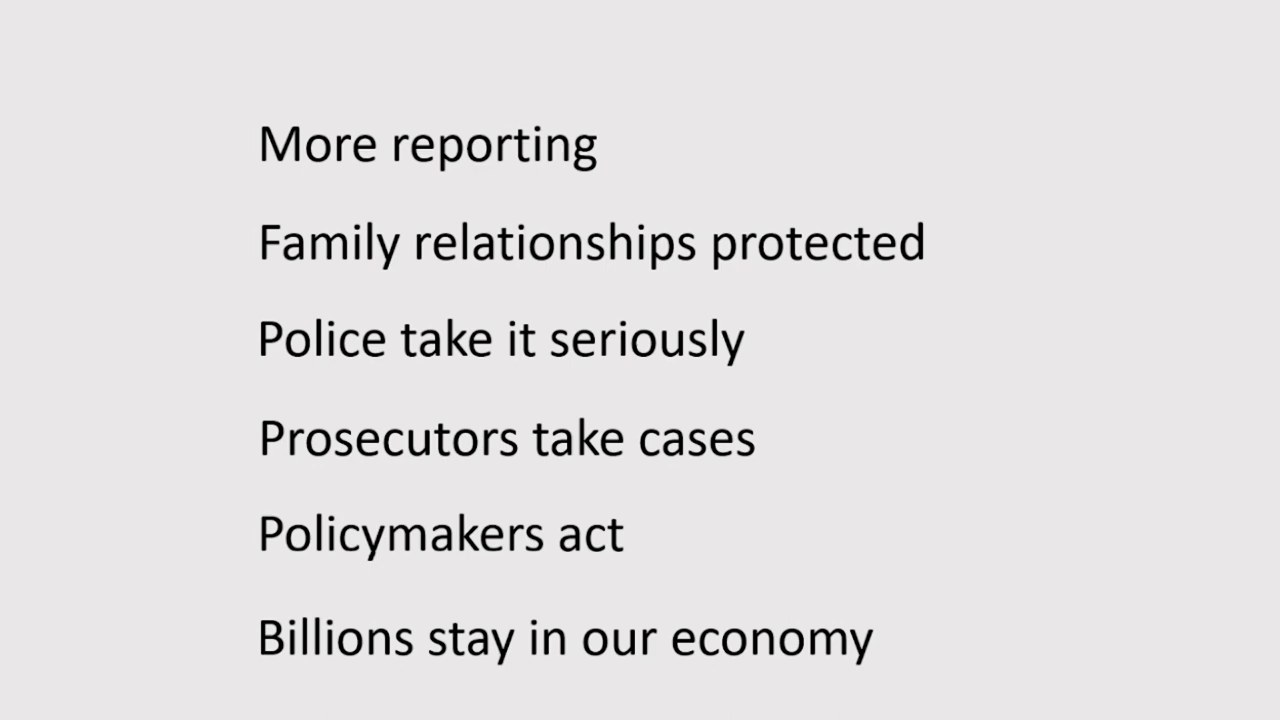 More reporting
Family relationships protected
Police take it seriously
Prosecutors take cases
Policymakers act
Billions stay in our economy